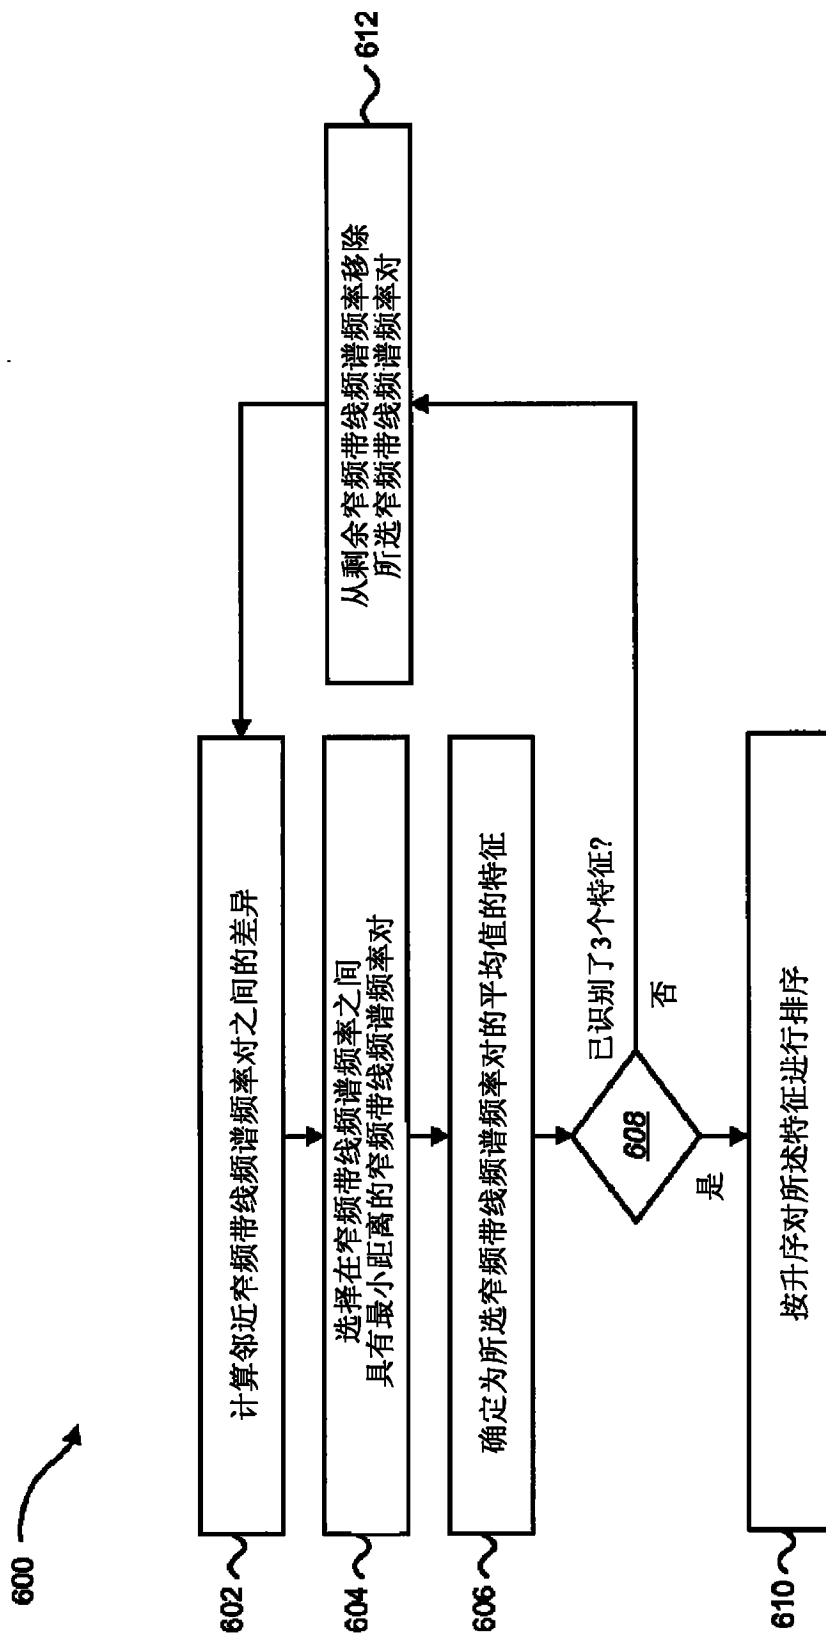 600
602
计算邻近窄频带线频谱频率对之间的差异
604
选择在窄频带线频谱频率之间
具有最小距离的窄频带线频谱频率对
606
确定为所选窄频带线频谱频率对的平均值的特征
608
已识别了3个特征?
否
是
612
从剩余窄频带线频谱频率移除
所选窄频带线频谱频率对
610
按升序对所述特征进行排序